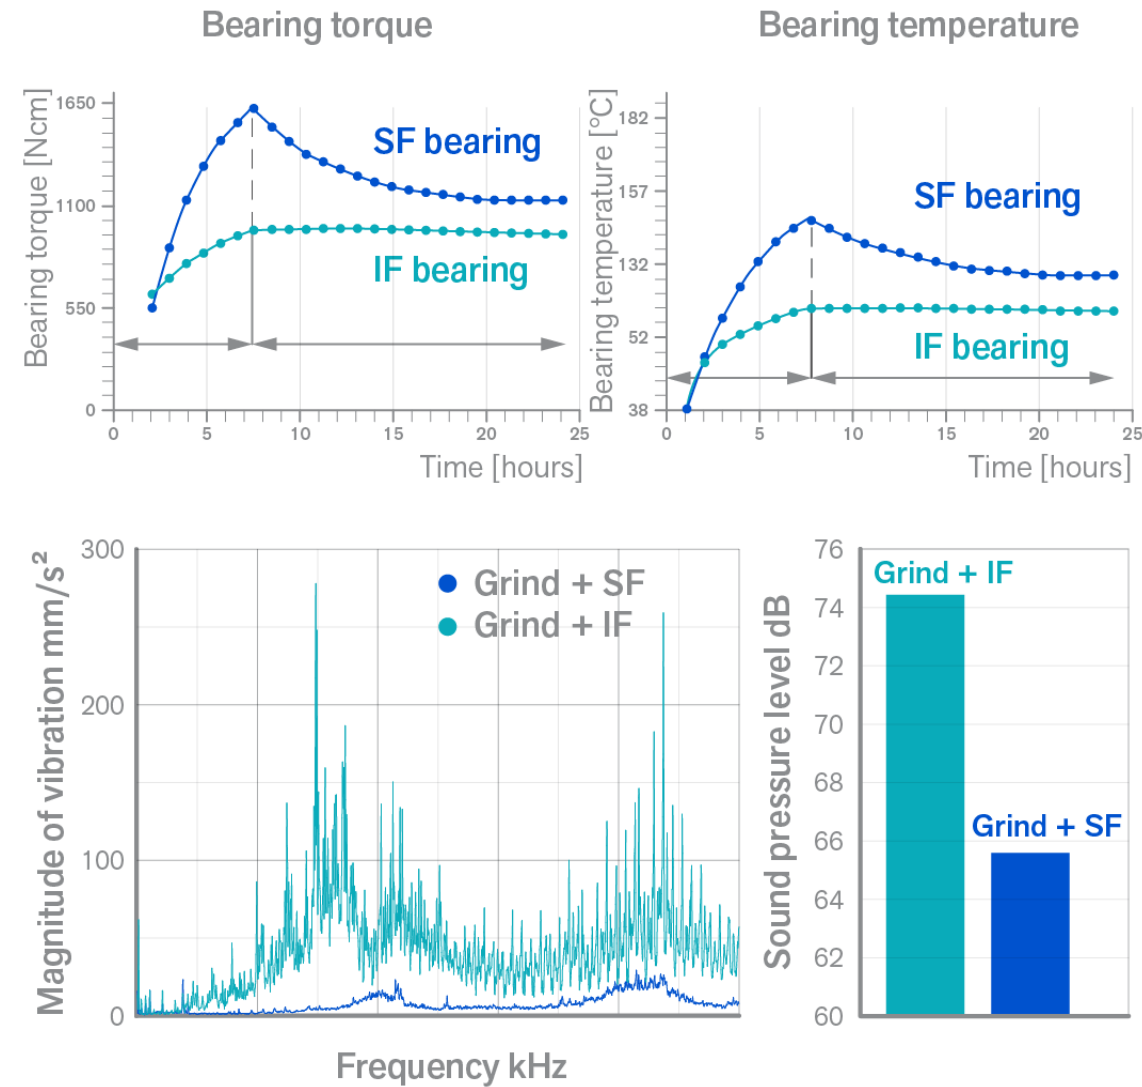 Bearing torque
Bearing temperature
Bearing torque [Ncm]
1650
1100
550
0
SF bearing
IF bearing
0 5 10 15 20 25
Time [hours]
Bearing temperature [°C]
182
157
132
52
38
SF bearing
IF bearing
0 5 10 15 20 25
Time [hours]
Magnitude of vibration mm/s²
300
200
100
0
Grind + SF
Grind + IF
Frequency kHz
Sound pressure level dB
76
74
72
70
68
66
64
62
60
Grind + IF
Grind + SF